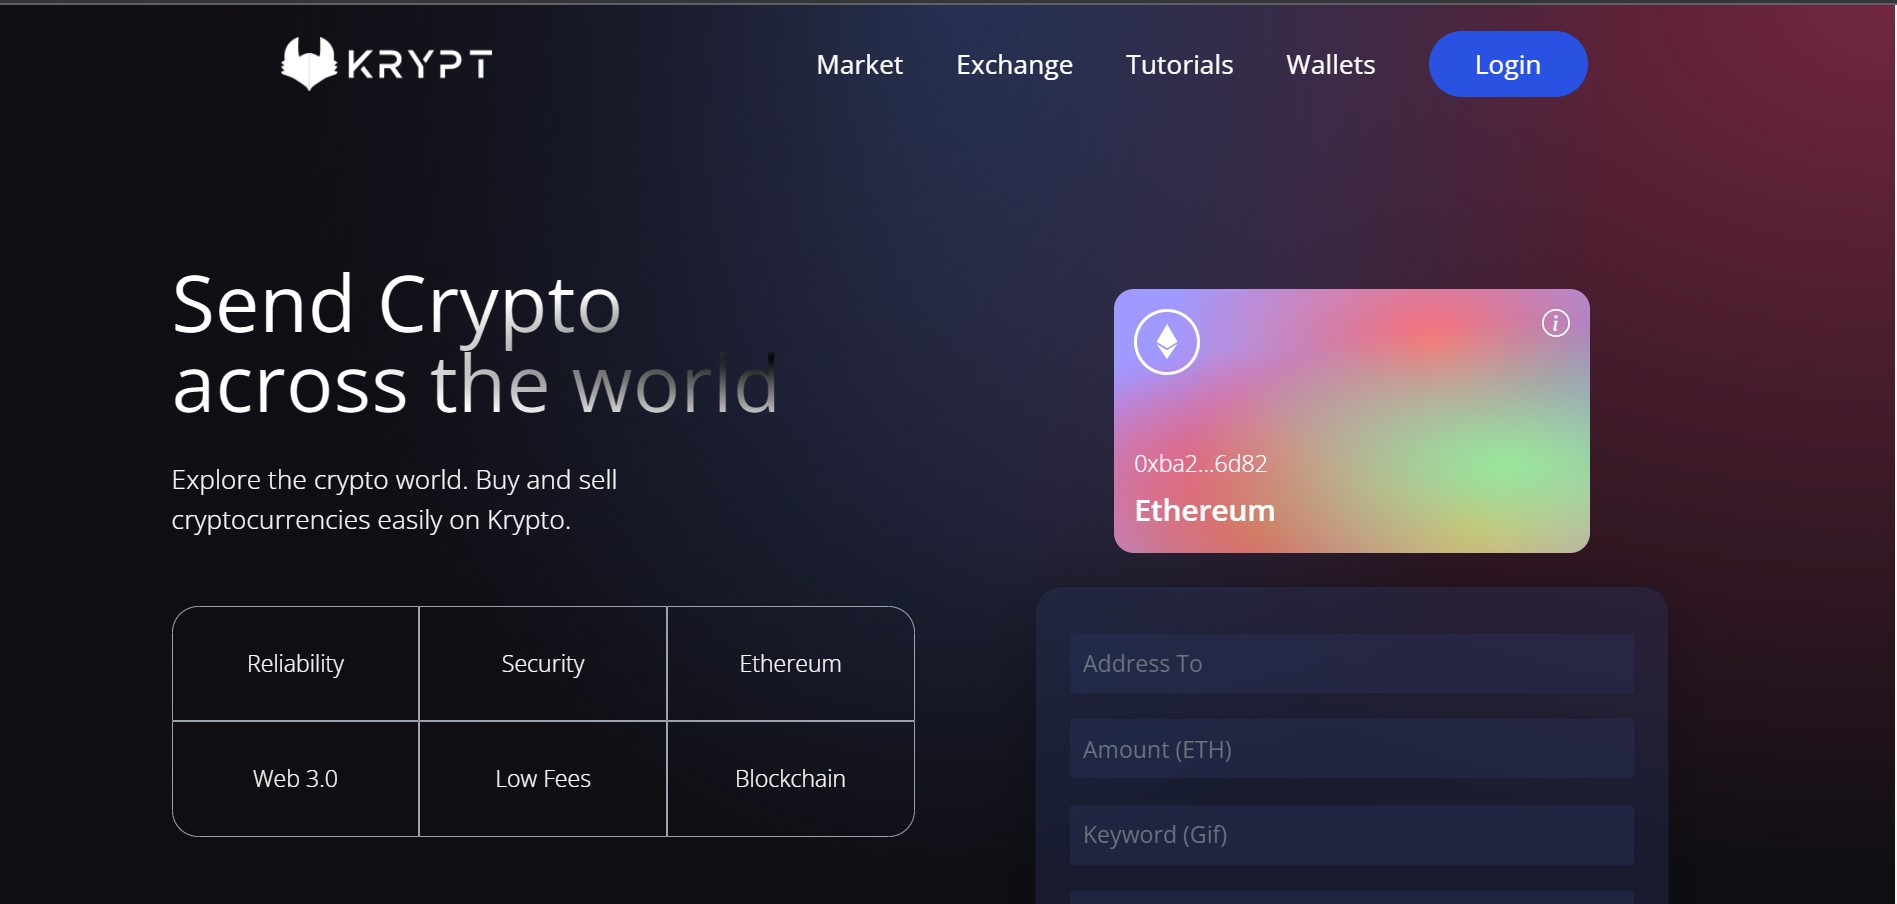 KRYPT
Market
Exchange
Tutorials
Wallets
Login
Send Crypto
across the world
Explore the crypto world. Buy and sell
cryptocurrencies easily on Krypto.
Reliability
Security
Ethereum
Web 3.0
Low Fees
Blockchain
i
0xba2...6d82
Ethereum
Address To
Amount (ETH)
Keyword (Gif)